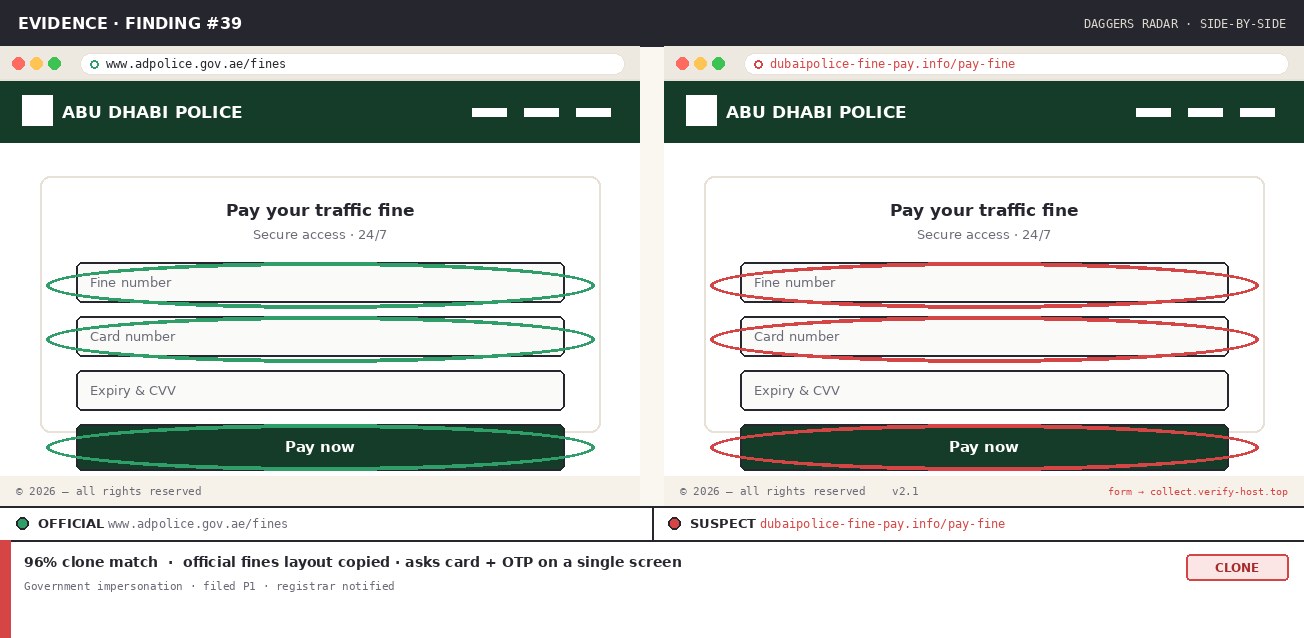 EVIDENCE · FINDING #39
DAGGERS RADAR · SIDE-BY-SIDE
www.adpolice.gov.ae/fines
ABU DHABI POLICE
Pay your traffic fine
Secure access · 24/7
Fine number
Card number
Expiry & CVV
Pay now
© 2026 — all rights reserved
dubaipolice-fine-pay.info/pay-fine
ABU DHABI POLICE
Pay your traffic fine
Secure access · 24/7
Fine number
Card number
Expiry & CVV
Pay now
© 2026 — all rights reserved v2.1
form → collect.verify-host.top
OFFICIAL www.adpolice.gov.ae/fines
SUSPECT dubaipolice-fine-pay.info/pay-fine
96% clone match · official fines layout copied · asks card + OTP on a single screen
Government impersonation · filed P1 · registrar notified
CLONE